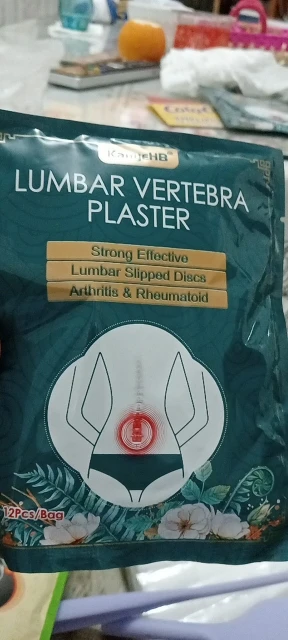 LUMBAR VERTEBRA
PLASTER
Strong Effective
Lumbar Slipped Discs
Arthritis & Rheumatoid
12Pcs/Bag